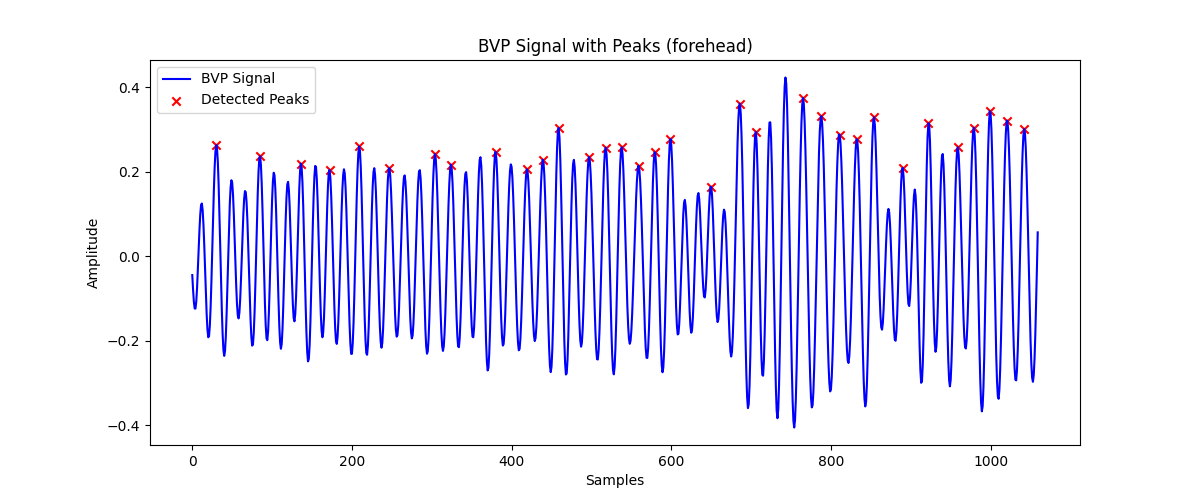 BVP Signal with Peaks (forehead)
BVP Signal
Detected Peaks
Amplitude
0.4
0.2
0.0
−0.2
−0.4
0 200 400 600 800 1000
Samples